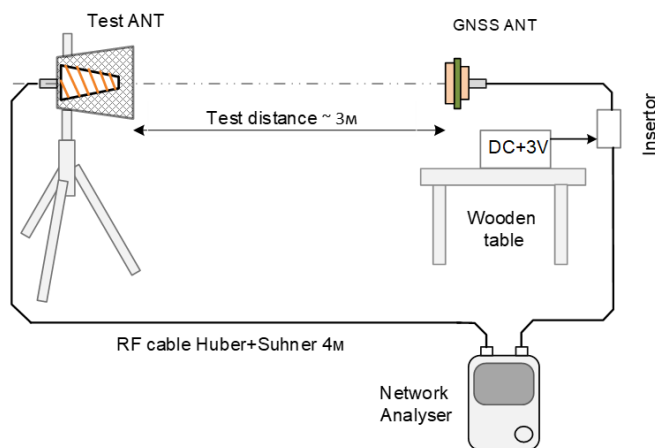 Test ANT
GNSS ANT
Test distance ~ 3м
DC+3V
Insertor
Wooden
table
RF cable Huber+Suhner 4м
Network
Analyser